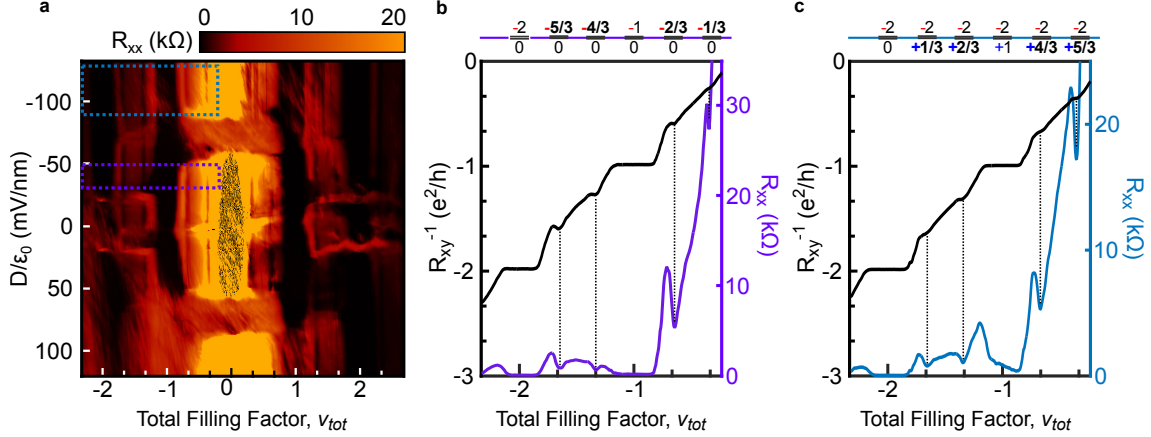 a
0 10 20
R_xx (kΩ)
D/ε_0 (mV/nm)
-100
-50
0
50
100
-2 -1 0 1 2
Total Filling Factor, ν_tot
b
-2 -5/3 -4/3 -1 -2/3 -1/3
0 0 0 0 0 0
R_xy^-1 (e^2/h)
0
-1
-2
-3
30
20
10
0
R_xx (kΩ)
-2 -1
Total Filling Factor, ν_tot
c
-2 -2 -2 -2 -2 -2
0 +1/3 +2/3 +1 +4/3 +5/3
R_xy^-1 (e^2/h)
0
-1
-2
-3
20
10
0
R_xx (kΩ)
-2 -1
Total Filling Factor, ν_tot